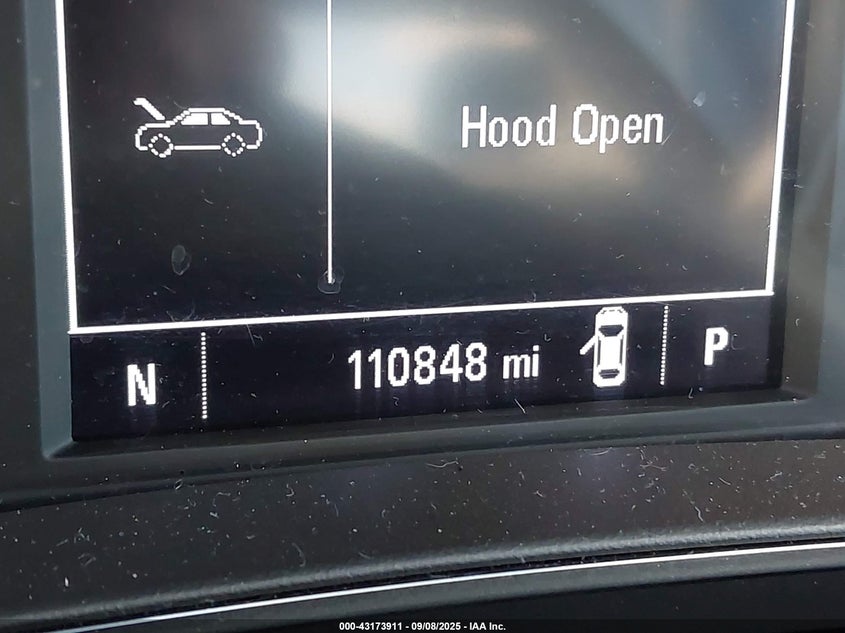 Hood Open
N
110848 mi
P
000-43173911 - 09/08/2025 - IAA Inc.